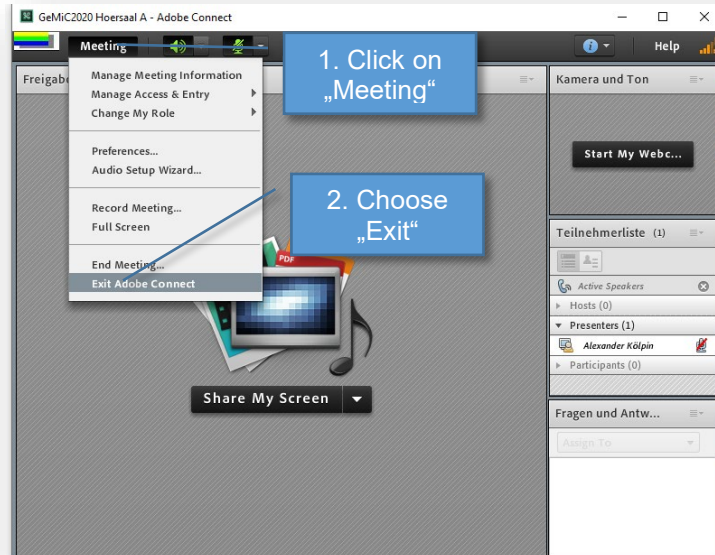 GeMiC2020 Hoersaal A - Adobe Connect
Meeting
Help
1. Click on
„Meeting“
Freigabe
Manage Meeting Information
Manage Access & Entry
Change My Role
Preferences...
Audio Setup Wizard...
Record Meeting...
Full Screen
End Meeting...
Exit Adobe Connect
2. Choose
„Exit“
PDF
Share My Screen
Kamera und Ton
Start My Webc...
Teilnehmerliste (1)
Active Speakers
Hosts (0)
Presenters (1)
Alexander Kölpin
Participants (0)
Fragen und Antw...
Assign To